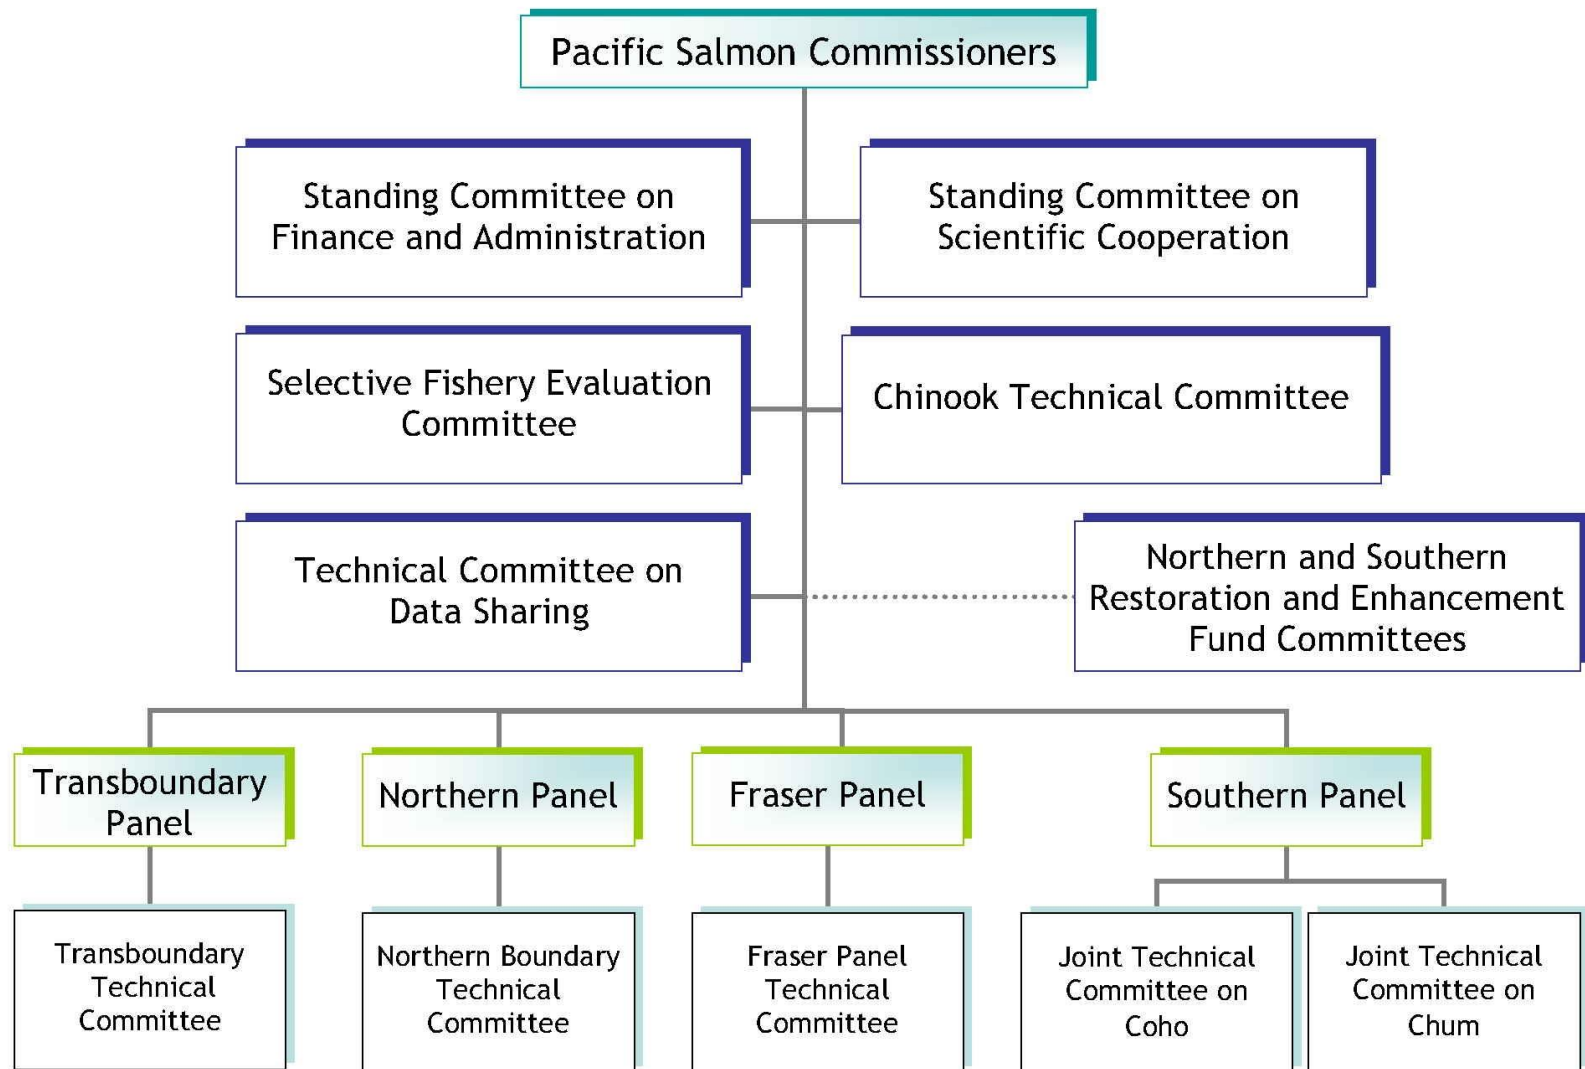 Pacific Salmon Commissioners
Standing Committee on
Finance and Administration
Standing Committee on
Scientific Cooperation
Selective Fishery Evaluation
Committee
Chinook Technical Committee
Technical Committee on
Data Sharing
Northern and Southern
Restoration and Enhancement
Fund Committees
Transboundary
Panel
Northern Panel
Fraser Panel
Southern Panel
Transboundary
Technical
Committee
Northern Boundary
Technical
Committee
Fraser Panel
Technical
Committee
Joint Technical
Committee on
Coho
Joint Technical
Committee on
Chum